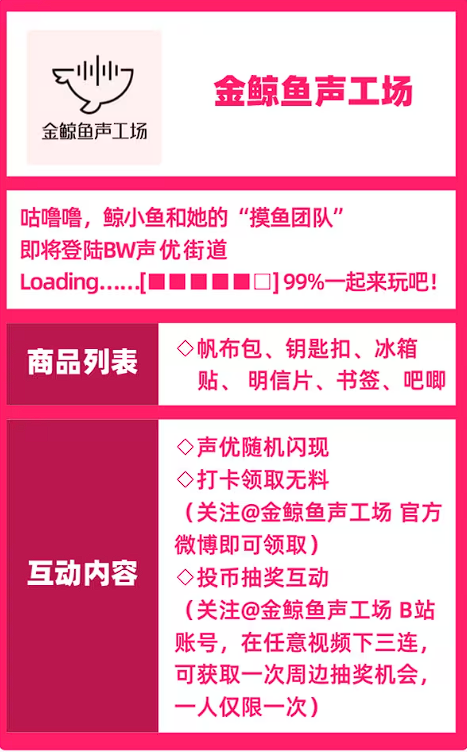 金鲸鱼声工场
金鲸鱼声工场
咕噜噜，鲸小鱼和她的“摸鱼团队”
即将登陆BW声优街道
Loading......[■■■■■□] 99%一起来玩吧！
商品列表
◇帆布包、钥匙扣、冰箱
贴、明信片、书签、吧唧
互动内容
◇声优随机闪现
◇打卡领取无料
（关注@金鲸鱼声工场 官方
微博即可领取）
◇投币抽奖互动
（关注@金鲸鱼声工场 B站
账号，在任意视频下三连，
可获取一次周边抽奖机会，
一人仅限一次）